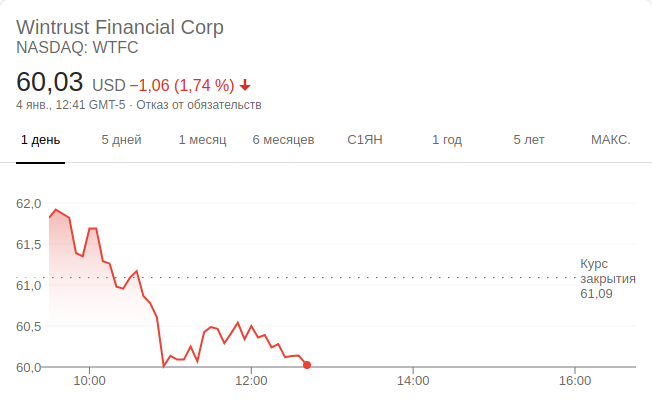 Wintrust Financial Corp
NASDAQ: WTFC
60,03 USD −1,06 (1,74 %)
4 янв., 12:41 GMT-5 · Отказ от обязательств
1 день 5 дней 1 месяц 6 месяцев С1ЯН 1 год 5 лет МАКС.
62,0
61,5
Курс
закрытия
61,09
61,0
60,5
60,0
10:00 12:00 14:00 16:00